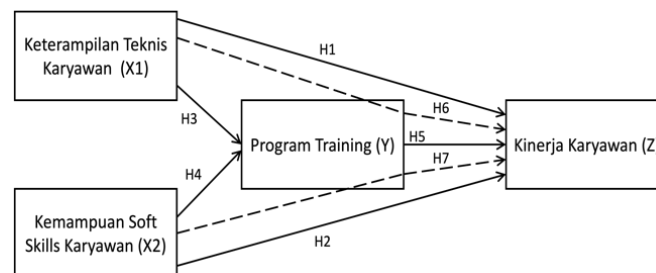 Keterampilan Teknis
Karyawan (X1)
H1
H3
H6
Program Training (Y)
H5
Kinerja Karyawan (Z)
H4
H7
Kemampuan Soft
Skills Karyawan (X2)
H2